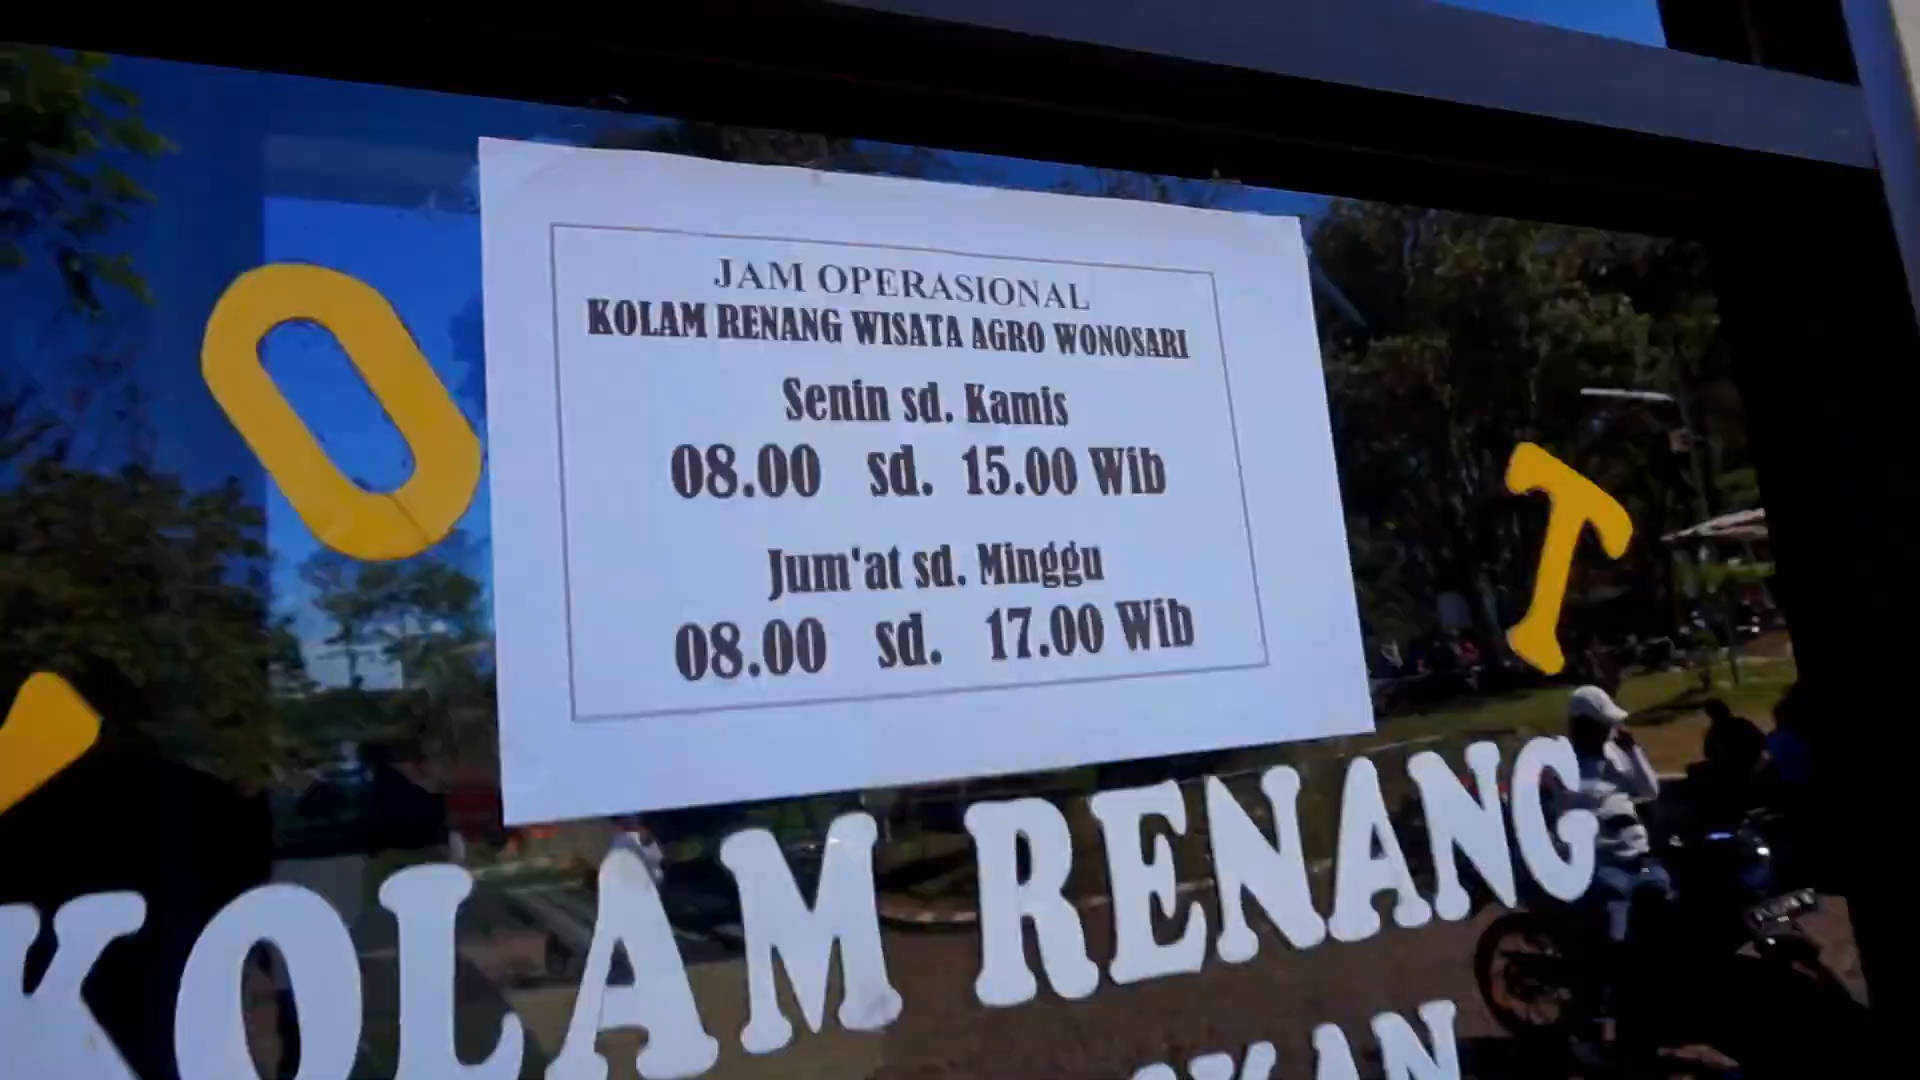 JAM OPERASIONAL
KOLAM RENANG WISATA AGRO WONOSARI
Senin sd. Kamis
08.00 sd. 15.00 Wib
Jum'at sd. Minggu
08.00 sd. 17.00 Wib
O T
KOLAM RENANG